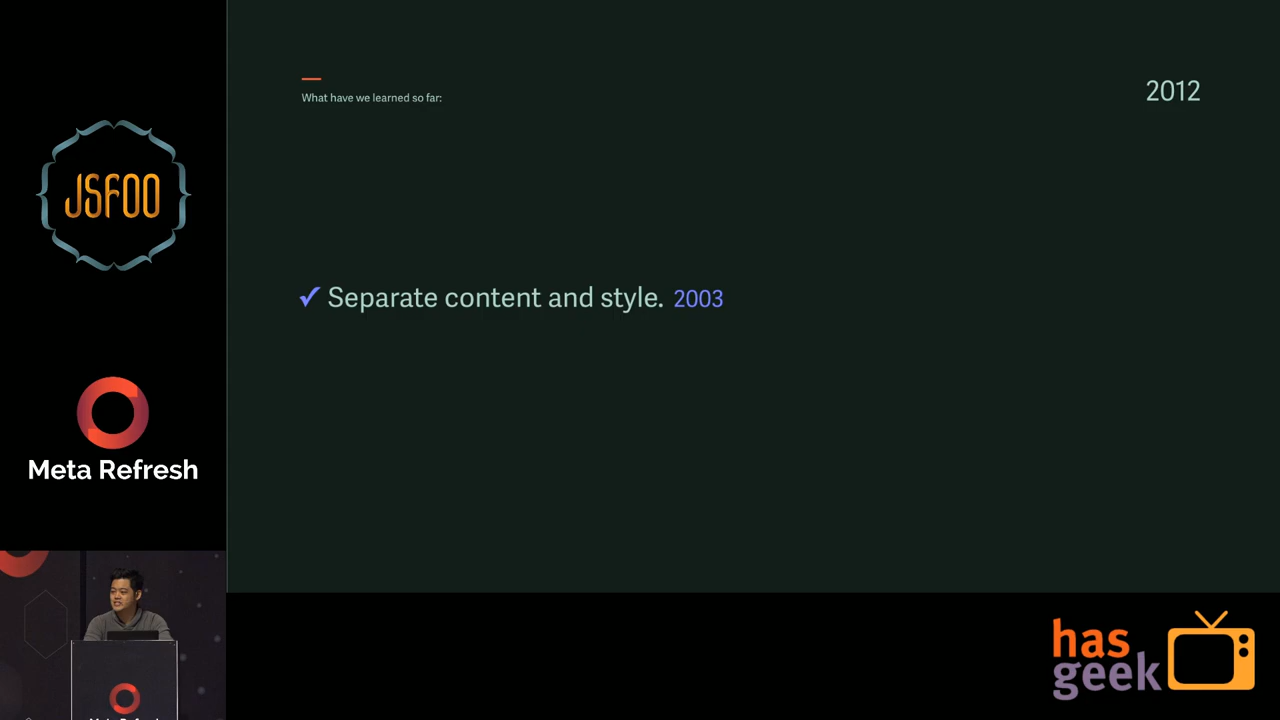 What have we learned so far:
2012
JSFOO
✓ Separate content and style. 2003
Meta Refresh
has
geek